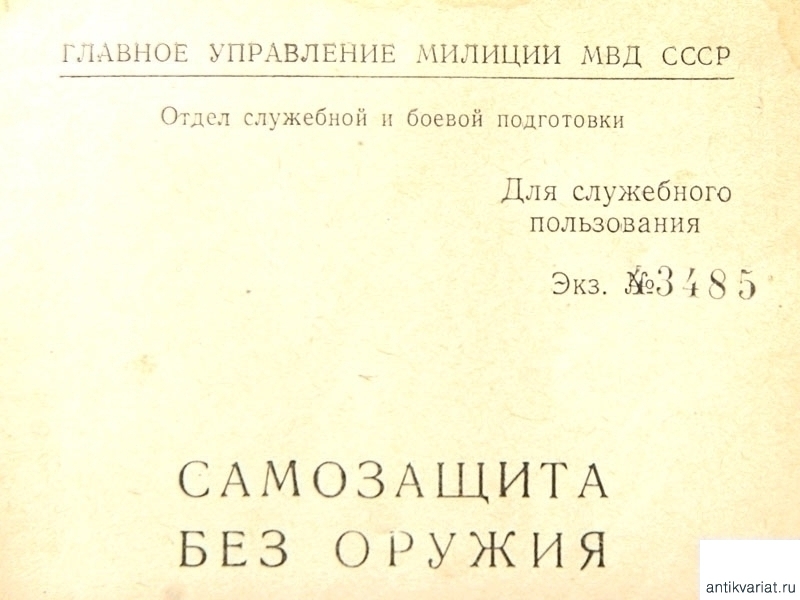 ГЛАВНОЕ УПРАВЛЕНИЕ МИЛИЦИИ МВД СССР
Отдел служебной и боевой подготовки
Для служебного
пользования
Экз. №3485
САМОЗАЩИТА
БЕЗ ОРУЖИЯ
antikvariat.ru